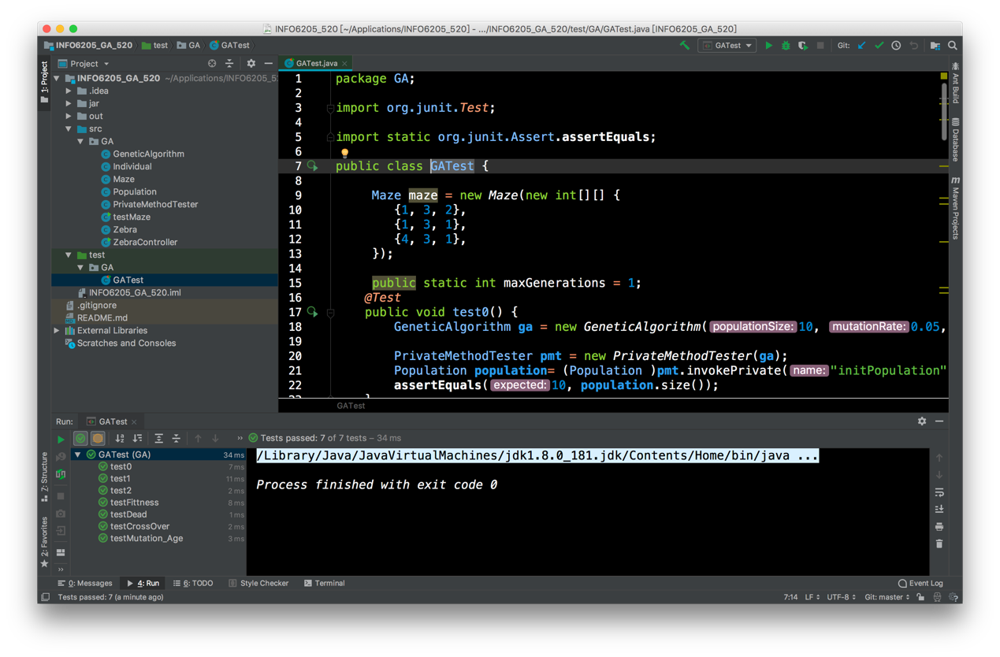 INFO6205_520 [~/Applications/INFO6205_520] - .../INFO6205_GA_520/test/GA/GATest.java [INFO6205_GA_520]
INFO6205_GA_520 test GA GATest GATest Git:
1: Project
Project
GATest.java
INFO6205_GA_520 ~/Applications/INFO6205_5
.idea
jar
out
src
GA
GeneticAlgorithm
Individual
Maze
Population
PrivateMethodTester
testMaze
Zebra
ZebraController
test
GA
GATest
INFO6205_GA_520.iml
.gitignore
README.md
External Libraries
Scratches and Consoles
1 package GA;
2
3 import org.junit.Test;
4
5 import static org.junit.Assert.assertEquals;
6
7 public class GATest {
8
9 Maze maze = new Maze(new int[][] {
10 {1, 3, 2},
11 {1, 3, 1},
12 {4, 3, 1},
13 });
14
15 public static int maxGenerations = 1;
16 @Test
17 public void test0() {
18 GeneticAlgorithm ga = new GeneticAlgorithm( populationSize: 10, mutationRate: 0.05,
19
20 PrivateMethodTester pmt = new PrivateMethodTester(ga);
21 Population population= (Population )pmt.invokePrivate( name: "initPopulation"
22 assertEquals( expected: 10, population.size());
GATest
Ant Build
Database
m Maven Projects
Run: GATest
Tests passed: 7 of 7 tests – 34 ms
GATest (GA) 34 ms
test0 7 ms
test1 11 ms
test2 2 ms
testFittness 8 ms
testDead 1 ms
testCrossOver 2 ms
testMutation_Age 3 ms
/Library/Java/JavaVirtualMachines/jdk1.8.0_181.jdk/Contents/Home/bin/java ...
Process finished with exit code 0
7: Structure
2: Favorites
0: Messages 4: Run 6: TODO Style Checker Terminal Event Log
Tests passed: 7 (a minute ago) 7:14 LF UTF-8 Git: master